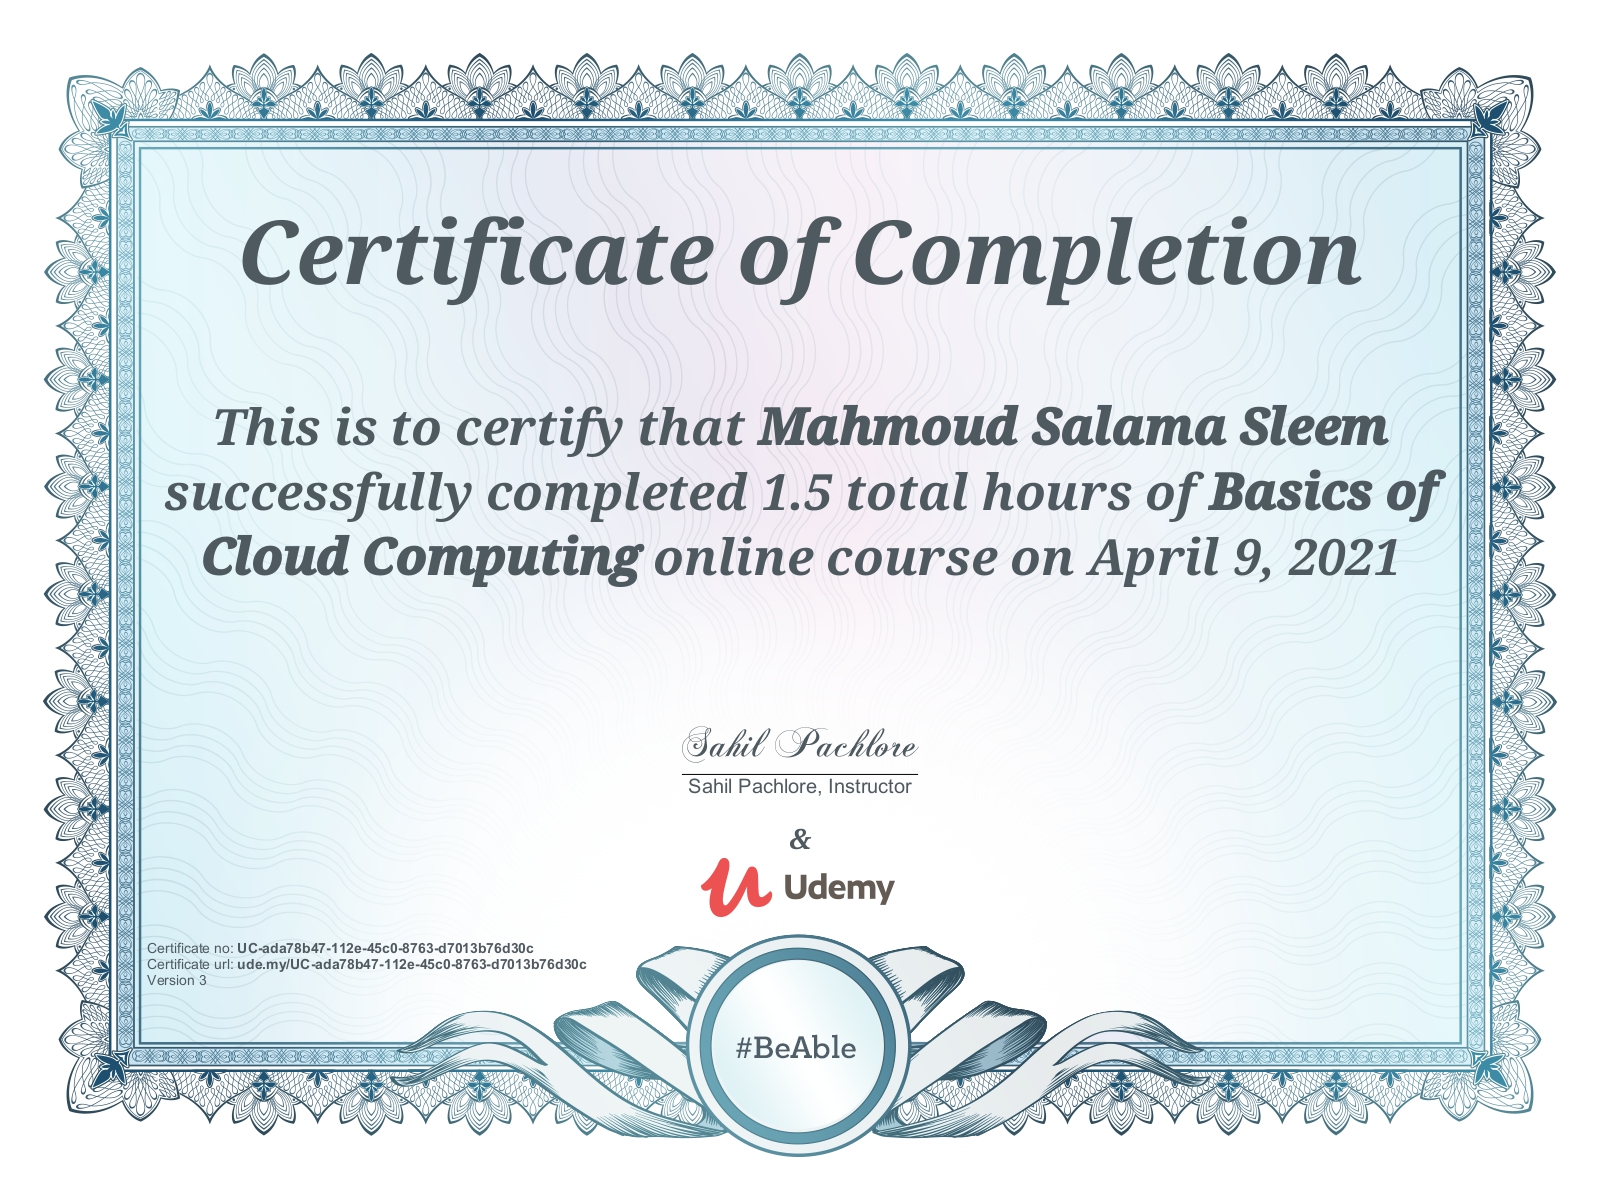 Certificate of Completion
This is to certify that Mahmoud Salama Sleem
successfully completed 1.5 total hours of Basics of
Cloud Computing online course on April 9, 2021
Sahil Pachlore
Sahil Pachlore, Instructor
&
Udemy
Certificate no: UC-ada78b47-112e-45c0-8763-d7013b76d30c
Certificate url: ude.my/UC-ada78b47-112e-45c0-8763-d7013b76d30c
Version 3
#BeAble